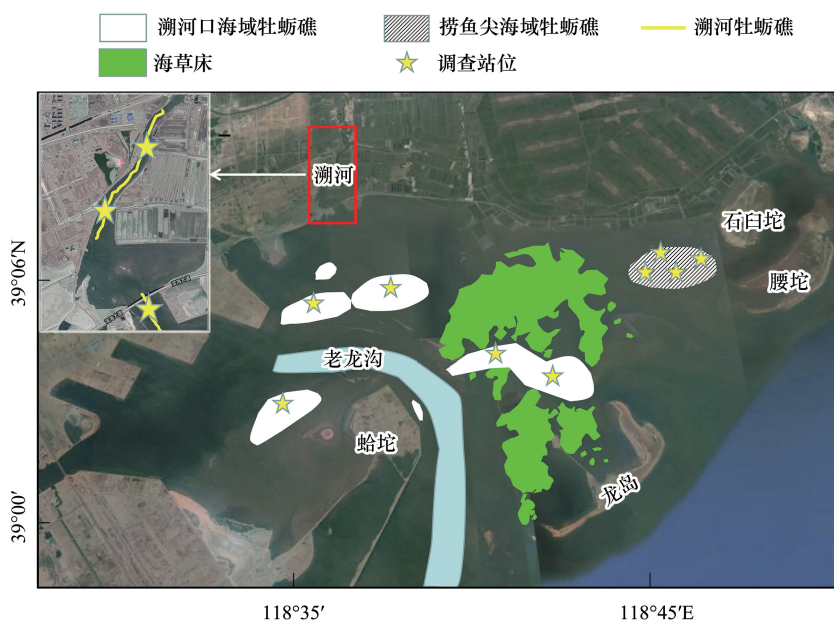 溯河口海域牡蛎礁
捞鱼尖海域牡蛎礁
溯河牡蛎礁
海草床
调查站位
溯河
石臼坨
腰坨
39°06′N
老龙沟
蛤坨
龙岛
39°00′
118°35′
118°45′E